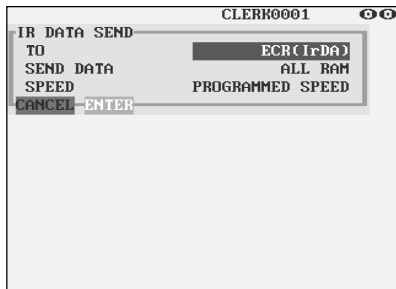 CLERK0001
IR DATA SEND
TO ECR(IrDA)
SEND DATA ALL RAM
SPEED PROGRAMMED SPEED
CANCEL ENTER